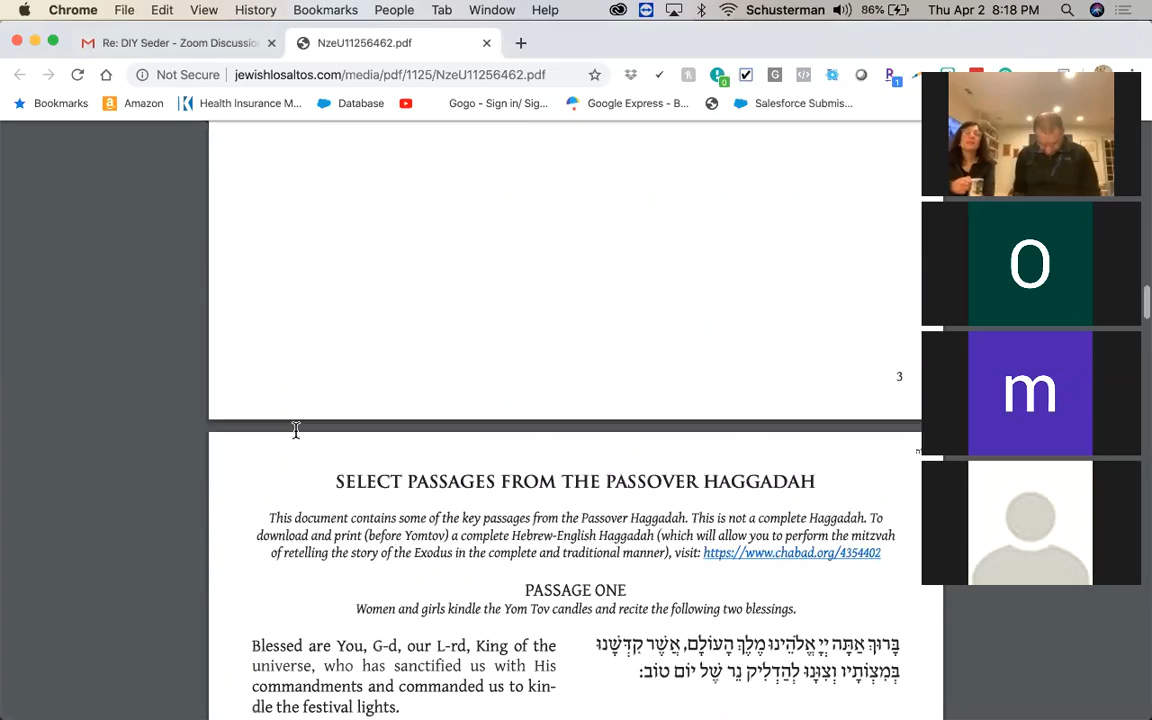 Chrome File Edit View History Bookmarks People Tab Window Help Schusterman 86% Thu Apr 2 8:18 PM
Re: DIY Seder - Zoom Discussio
NzeU11256462.pdf
Not Secure jewishlosaltos.com/media/pdf/1125/NzeU11256462.pdf
Bookmarks Amazon Health Insurance M... Database Gogo - Sign in/ Sig... Google Express - B... Salesforce Submis...
O
m
3
SELECT PASSAGES FROM THE PASSOVER HAGGADAH
This document contains some of the key passages from the Passover Haggadah. This is not a complete Haggadah. To
download and print (before Yomtov) a complete Hebrew-English Haggadah (which will allow you to perform the mitzvah
of retelling the story of the Exodus in the complete and traditional manner), visit: https://www.chabad.org/4354402
PASSAGE ONE
Women and girls kindle the Yom Tov candles and recite the following two blessings.
Blessed are You, G-d, our L-rd, King of the
universe, who has sanctified us with His
commandments and commanded us to kin-
dle the festival lights.
בָּרוּךְ אַתָּה יְיָ אֱלֹהֵינוּ מֶלֶךְ הָעוֹלָם, אֲשֶׁר קִדְּשָׁנוּ
בְּמִצְוֹתָיו וְצִוָּנוּ לְהַדְלִיק נֵר שֶׁל יוֹם טוֹב: